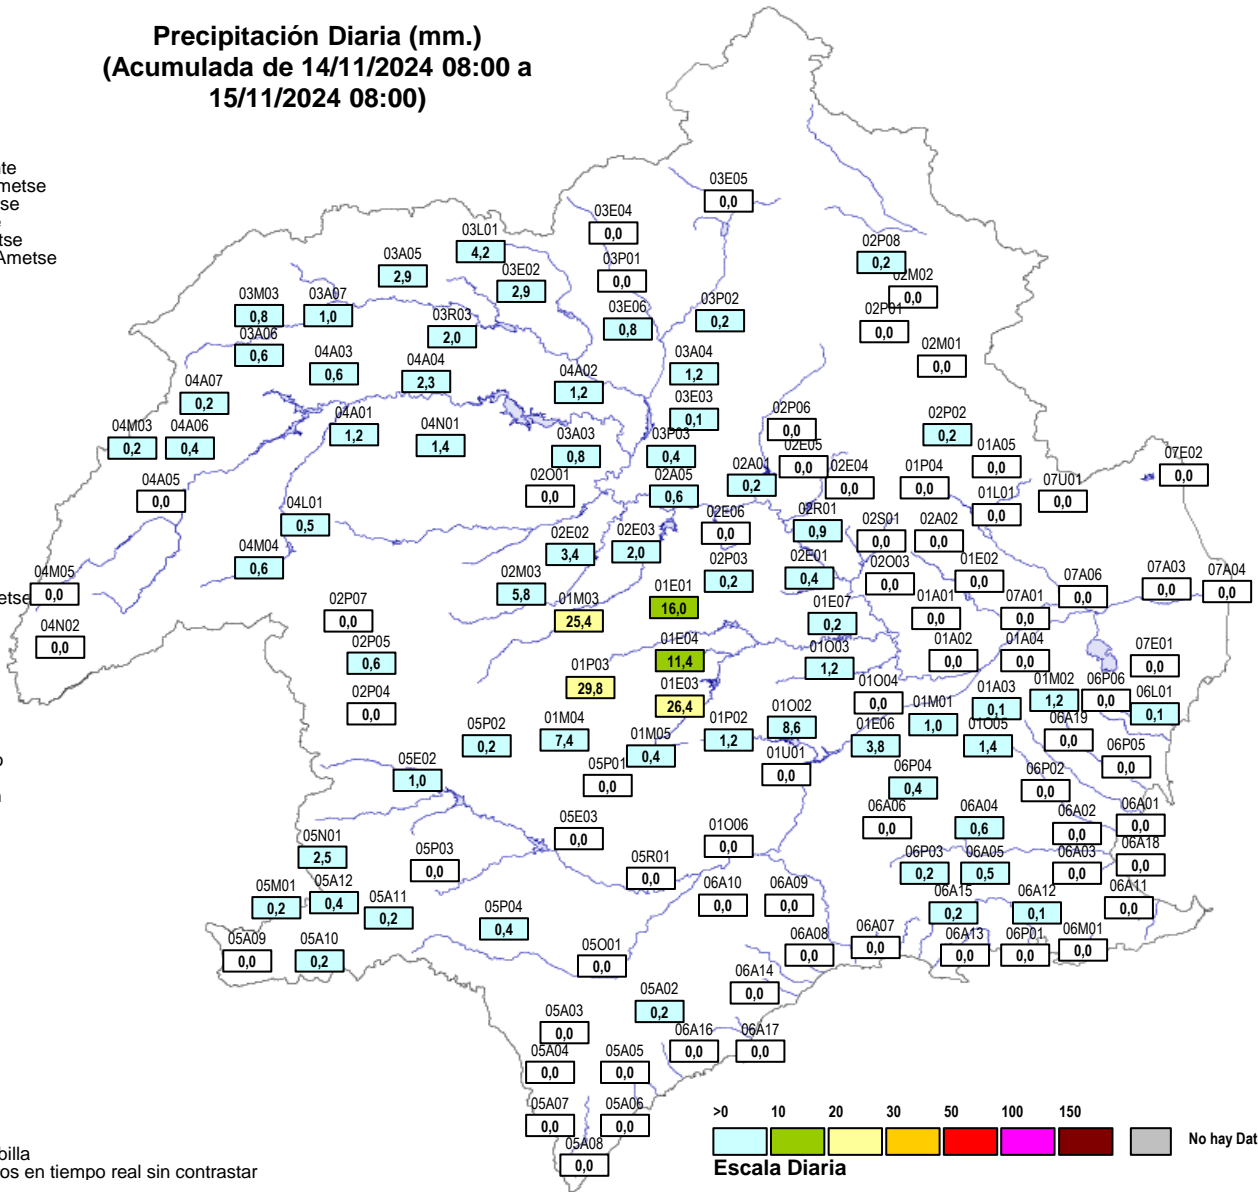 Precipitación Diaria (mm.)
(Acumulada de 14/11/2024 08:00 a
15/11/2024 08:00)
nte
metse
tse
e
tse
Ametse
03E05
0,0
03E04
0,0
03L01
4,2
02P08
0,2
03A05
2,9
03P01
0,0
03E02
2,9
02M02
0,0
03M03
0,8
03A07
1,0
03P02
0,2
03E06
0,8
02P01
0,0
03R03
2,0
03A06
0,6
02M01
0,0
04A03
0,6
04A04
2,3
03A04
1,2
04A02
1,2
04A07
0,2
03E03
0,1
02P06
0,0
04A01
1,2
02P02
0,2
04M03
0,2
04A06
0,4
04N01
1,4
03A03
0,8
03P03
0,4
02E05
0,0
01A05
0,0
07E02
0,0
02A01
0,2
02E04
0,0
01P04
0,0
04A05
0,0
02O01
0,0
02A05
0,6
07U01
0,0
01L01
0,0
04L01
0,5
02E06
0,0
02R01
0,9
02S01
0,0
02A02
0,0
02E02
3,4
02E03
2,0
04M04
0,6
02P03
0,2
02E01
0,4
02O03
0,0
01E02
0,0
04M05
0,0
etse
02M03
5,8
01E01
16,0
07A06
0,0
07A03
0,0
07A04
0,0
02P07
0,0
01M03
25,4
01E07
0,2
01A01
0,0
07A01
0,0
04N02
0,0
02P05
0,6
01E04
11,4
01O03
1,2
01A02
0,0
01A04
0,0
07E01
0,0
01P03
29,8
02P04
0,0
01E03
26,4
01O04
0,0
01A03
0,1
01M02
1,2
06P06
0,0
06L01
0,1
01O02
8,6
01M01
1,0
05P02
0,2
01M04
7,4
01M05
0,4
01P02
1,2
01E06
3,8
01O05
1,4
06A19
0,0
05E02
1,0
05P01
0,0
01U01
0,0
06P04
0,4
06P02
0,0
06P05
0,0
05E03
0,0
06A06
0,0
06A04
0,6
06A02
0,0
06A01
0,0
05N01
2,5
05P03
0,0
01O06
0,0
05R01
0,0
06P03
0,2
06A05
0,5
06A03
0,0
06A18
0,0
05M01
0,2
05A12
0,4
05A11
0,2
06A10
0,0
06A09
0,0
06A15
0,2
06A12
0,1
06A11
0,0
05P04
0,4
05A09
0,0
05A10
0,2
05O01
0,0
06A08
0,0
06A07
0,0
06A13
0,0
06P01
0,0
06M01
0,0
06A14
0,0
05A02
0,2
05A03
0,0
06A16
0,0
06A17
0,0
05A04
0,0
05A05
0,0
05A07
0,0
05A06
0,0
05A08
0,0
>0 10 20 30 50 100 150
No hay Dat
Escala Diaria
billa
os en tiempo real sin contrastar